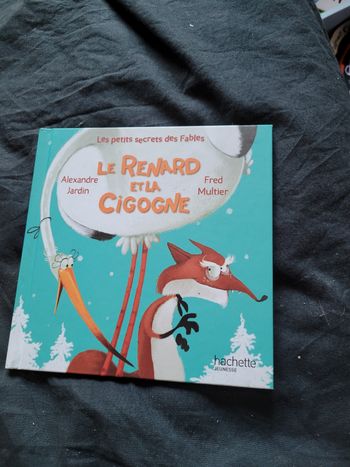 Les petits secrets des Fables
LE RENARD
ET LA
CIGOGNE
Alexandre
Jardin
Fred
Multier
hachette
JEUNESSE